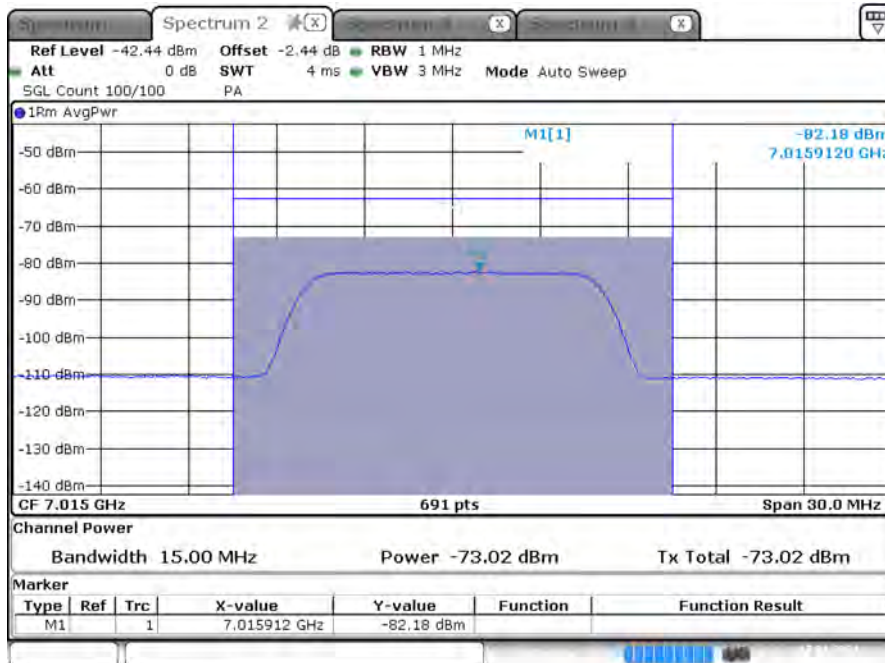 Spectrum 2
Ref Level -42.44 dBm Offset -2.44 dB RBW 1 MHz
Att 0 dB SWT 4 ms VBW 3 MHz Mode Auto Sweep
SGL Count 100/100 PA
1Rm AvgPwr
M1[1] -82.18 dBm
7.0159120 GHz
-50 dBm
-60 dBm
-70 dBm
-80 dBm
-90 dBm
-100 dBm
-110 dBm
-120 dBm
-130 dBm
-140 dBm
CF 7.015 GHz 691 pts Span 30.0 MHz
Channel Power
Bandwidth 15.00 MHz Power -73.02 dBm Tx Total -73.02 dBm
Marker
Type Ref Trc X-value Y-value Function Function Result
M1 1 7.015912 GHz -82.18 dBm